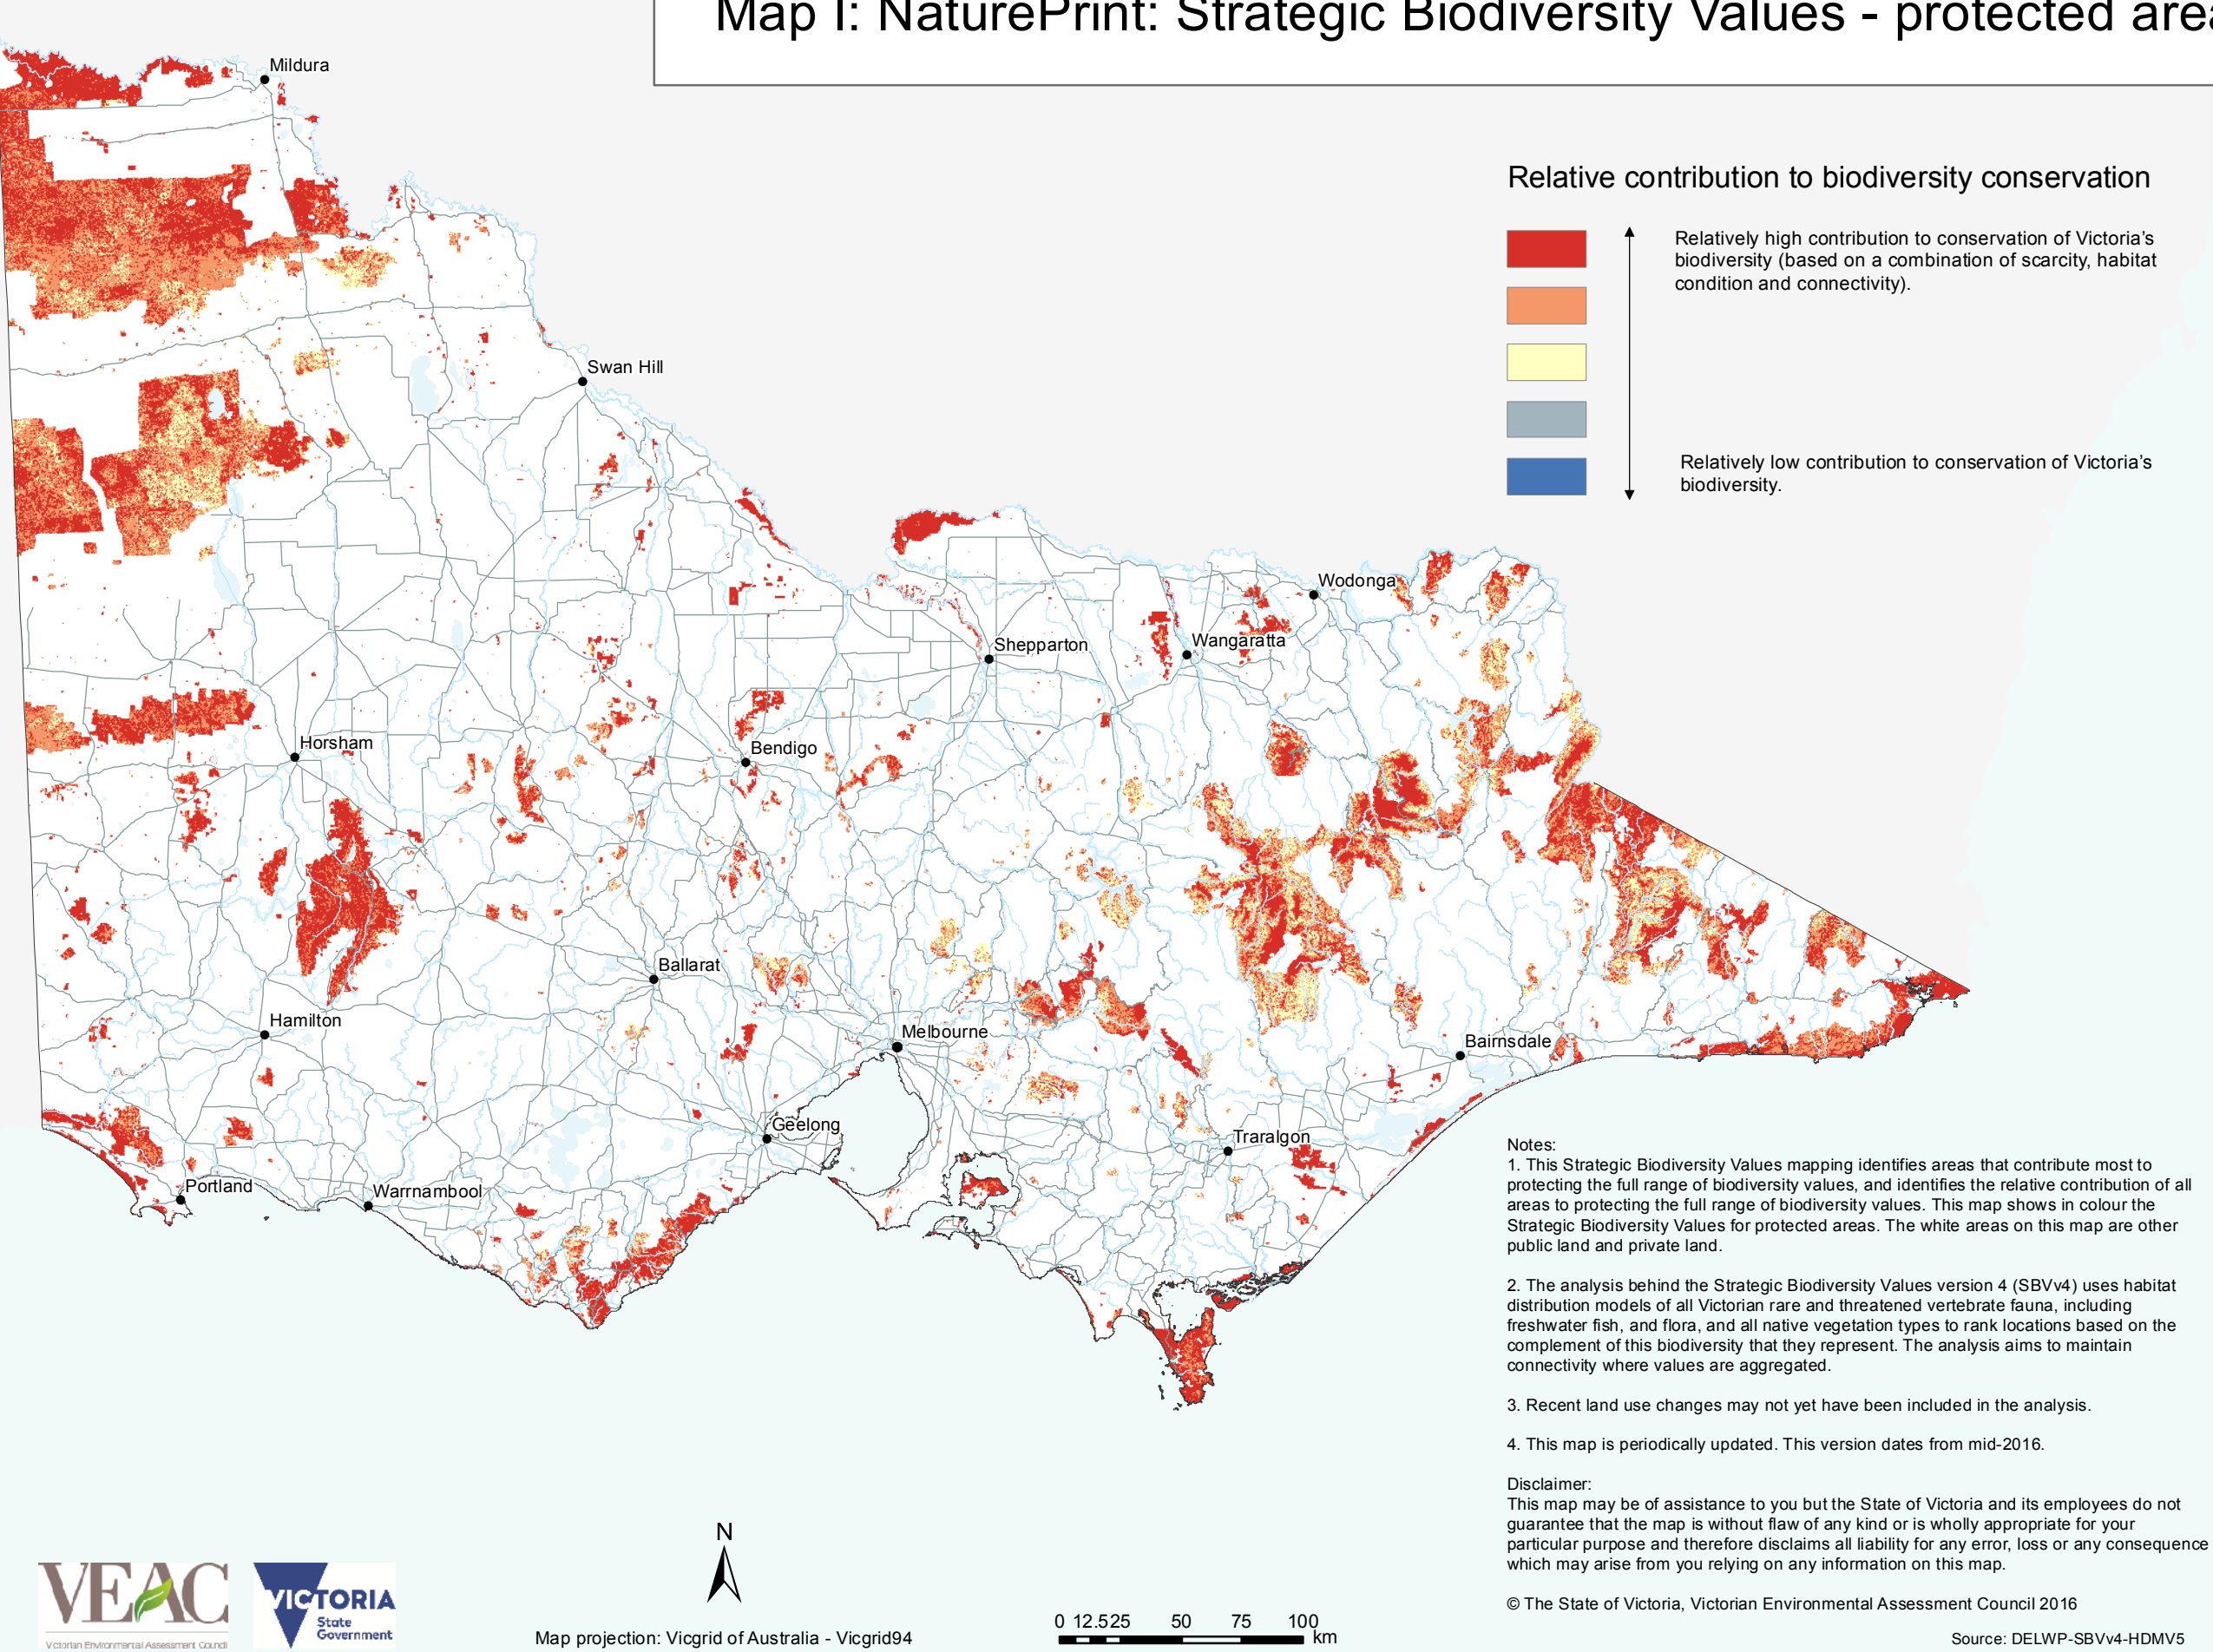 Map I: NaturePrint: Strategic Biodiversity Values - protected area
Mildura
Relative contribution to biodiversity conservation
Relatively high contribution to conservation of Victoria's
biodiversity (based on a combination of scarcity, habitat
condition and connectivity).
Relatively low contribution to conservation of Victoria's
biodiversity.
Swan Hill
Wodonga
Wangaratta
Shepparton
Horsham
Bendigo
Ballarat
Hamilton
Melbourne
Bairnsdale
Geelong
Traralgon
Portland
Warrnambool
Notes:
1. This Strategic Biodiversity Values mapping identifies areas that contribute most to
protecting the full range of biodiversity values, and identifies the relative contribution of all
areas to protecting the full range of biodiversity values. This map shows in colour the
Strategic Biodiversity Values for protected areas. The white areas on this map are other
public land and private land.
2. The analysis behind the Strategic Biodiversity Values version 4 (SBVv4) uses habitat
distribution models of all Victorian rare and threatened vertebrate fauna, including
freshwater fish, and flora, and all native vegetation types to rank locations based on the
complement of this biodiversity that they represent. The analysis aims to maintain
connectivity where values are aggregated.
3. Recent land use changes may not yet have been included in the analysis.
4. This map is periodically updated. This version dates from mid-2016.
Disclaimer:
This map may be of assistance to you but the State of Victoria and its employees do not
guarantee that the map is without flaw of any kind or is wholly appropriate for your
particular purpose and therefore disclaims all liability for any error, loss or any consequence
which may arise from you relying on any information on this map.
© The State of Victoria, Victorian Environmental Assessment Council 2016
Source: DELWP-SBVv4-HDMV5
VEAC
Victorian Environmental Assessment Council
VICTORIA
State
Government
N
Map projection: Vicgrid of Australia - Vicgrid94
0 12.525 50 75 100
km